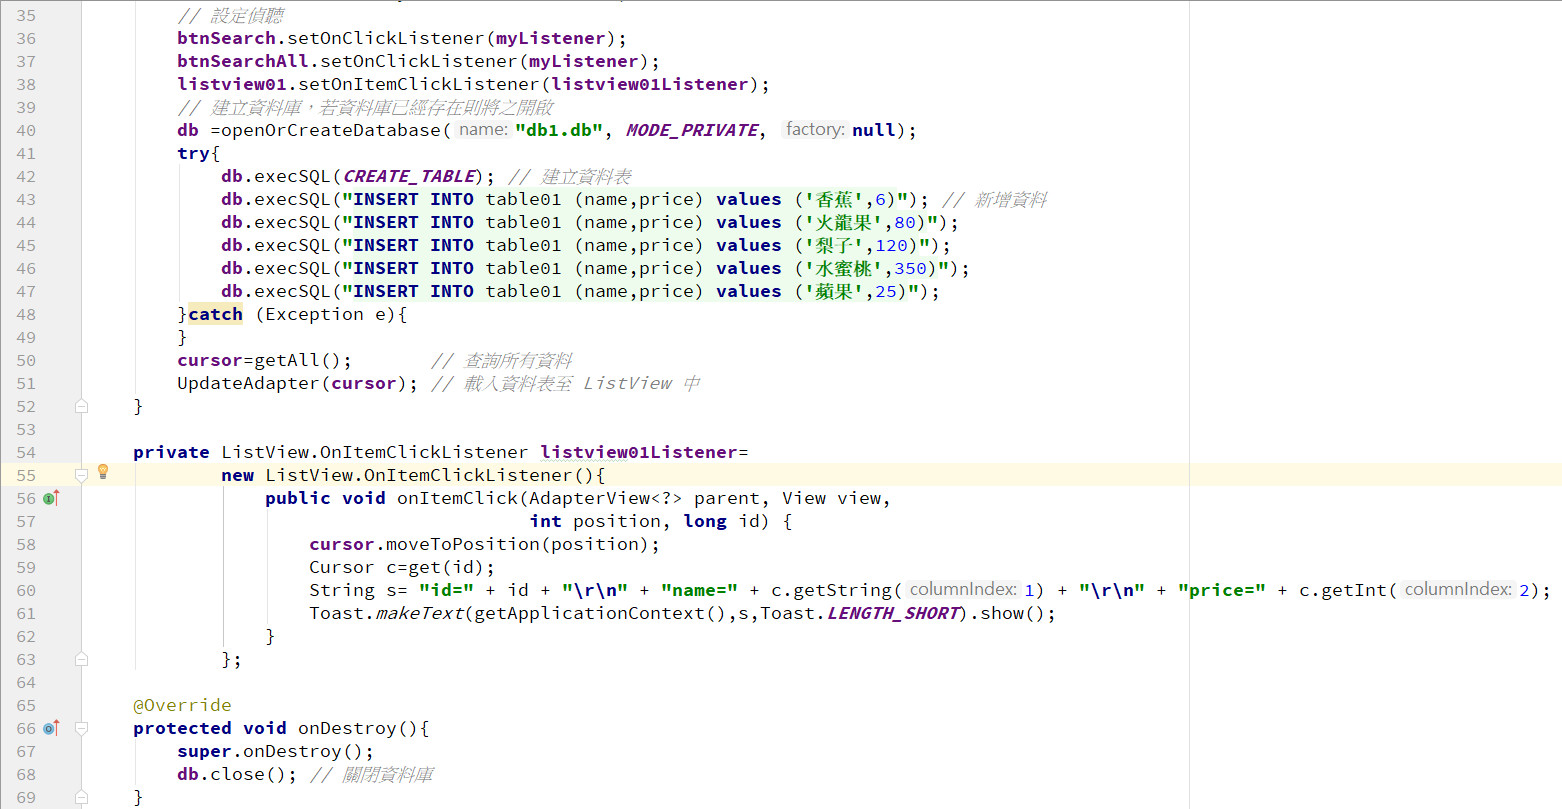 35 // 設定偵聽
36 btnSearch.setOnClickListener(myListener);
37 btnSearchAll.setOnClickListener(myListener);
38 listview01.setOnItemClickListener(listview01Listener);
39 // 建立資料庫，若資料庫已經存在則將之開啟
40 db =openOrCreateDatabase( name: "db1.db", MODE_PRIVATE, factory: null);
41 try{
42 db.execSQL(CREATE_TABLE); // 建立資料表
43 db.execSQL("INSERT INTO table01 (name,price) values ('香蕉',6)"); // 新增資料
44 db.execSQL("INSERT INTO table01 (name,price) values ('火龍果',80)");
45 db.execSQL("INSERT INTO table01 (name,price) values ('梨子',120)");
46 db.execSQL("INSERT INTO table01 (name,price) values ('水蜜桃',350)");
47 db.execSQL("INSERT INTO table01 (name,price) values ('蘋果',25)");
48 }catch (Exception e){
49 }
50 cursor=getAll(); // 查詢所有資料
51 UpdateAdapter(cursor); // 載入資料表至 ListView 中
52 }
53
54 private ListView.OnItemClickListener listview01Listener=
55 new ListView.OnItemClickListener(){
56 public void onItemClick(AdapterView<?> parent, View view,
57 int position, long id) {
58 cursor.moveToPosition(position);
59 Cursor c=get(id);
60 String s= "id=" + id + "\r\n" + "name=" + c.getString( columnIndex: 1) + "\r\n" + "price=" + c.getInt( columnIndex: 2);
61 Toast.makeText(getApplicationContext(),s,Toast.LENGTH_SHORT).show();
62 }
63 };
64
65 @Override
66 protected void onDestroy(){
67 super.onDestroy();
68 db.close(); // 關閉資料庫
69 }